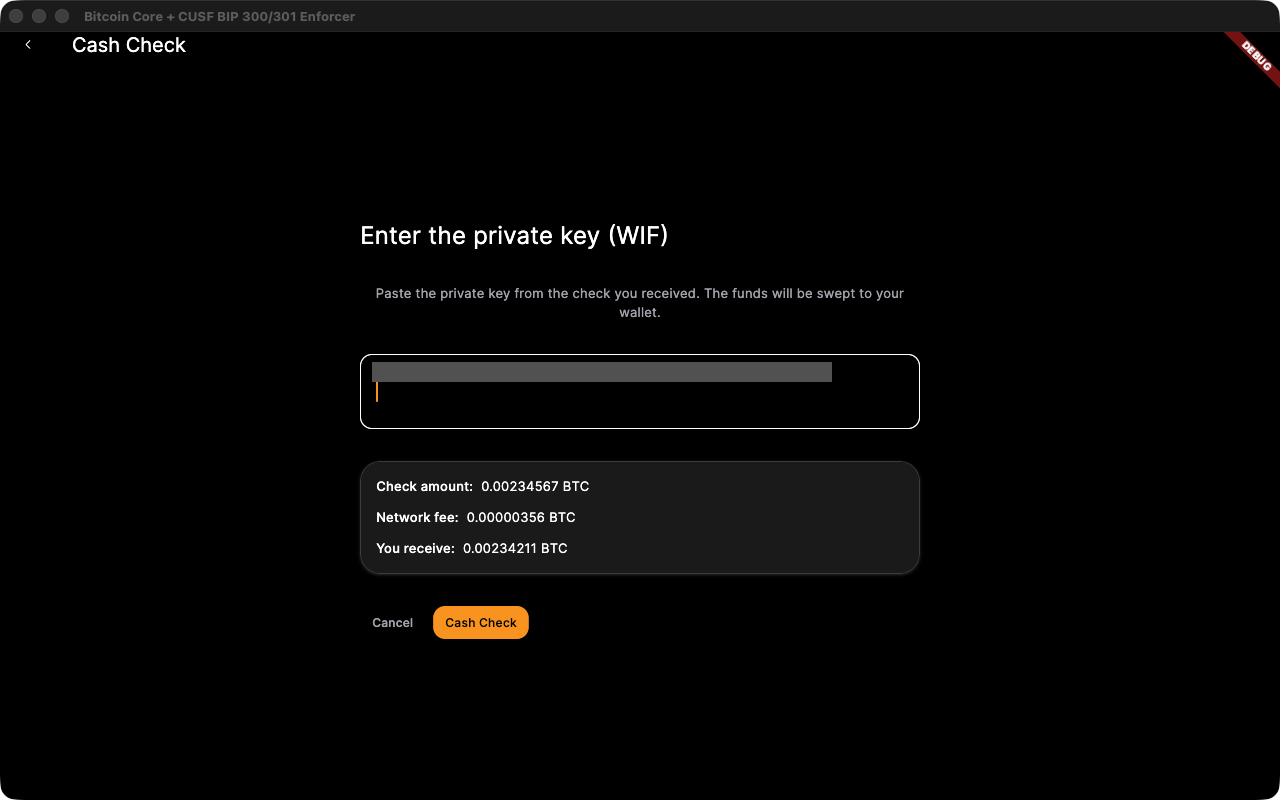 Bitcoin Core + CUSF BIP 300/301 Enforcer
Cash Check
DEBUG
Enter the private key (WIF)
Paste the private key from the check you received. The funds will be swept to your
wallet.
Check amount: 0.00234567 BTC
Network fee: 0.00000356 BTC
You receive: 0.00234211 BTC
Cancel
Cash Check